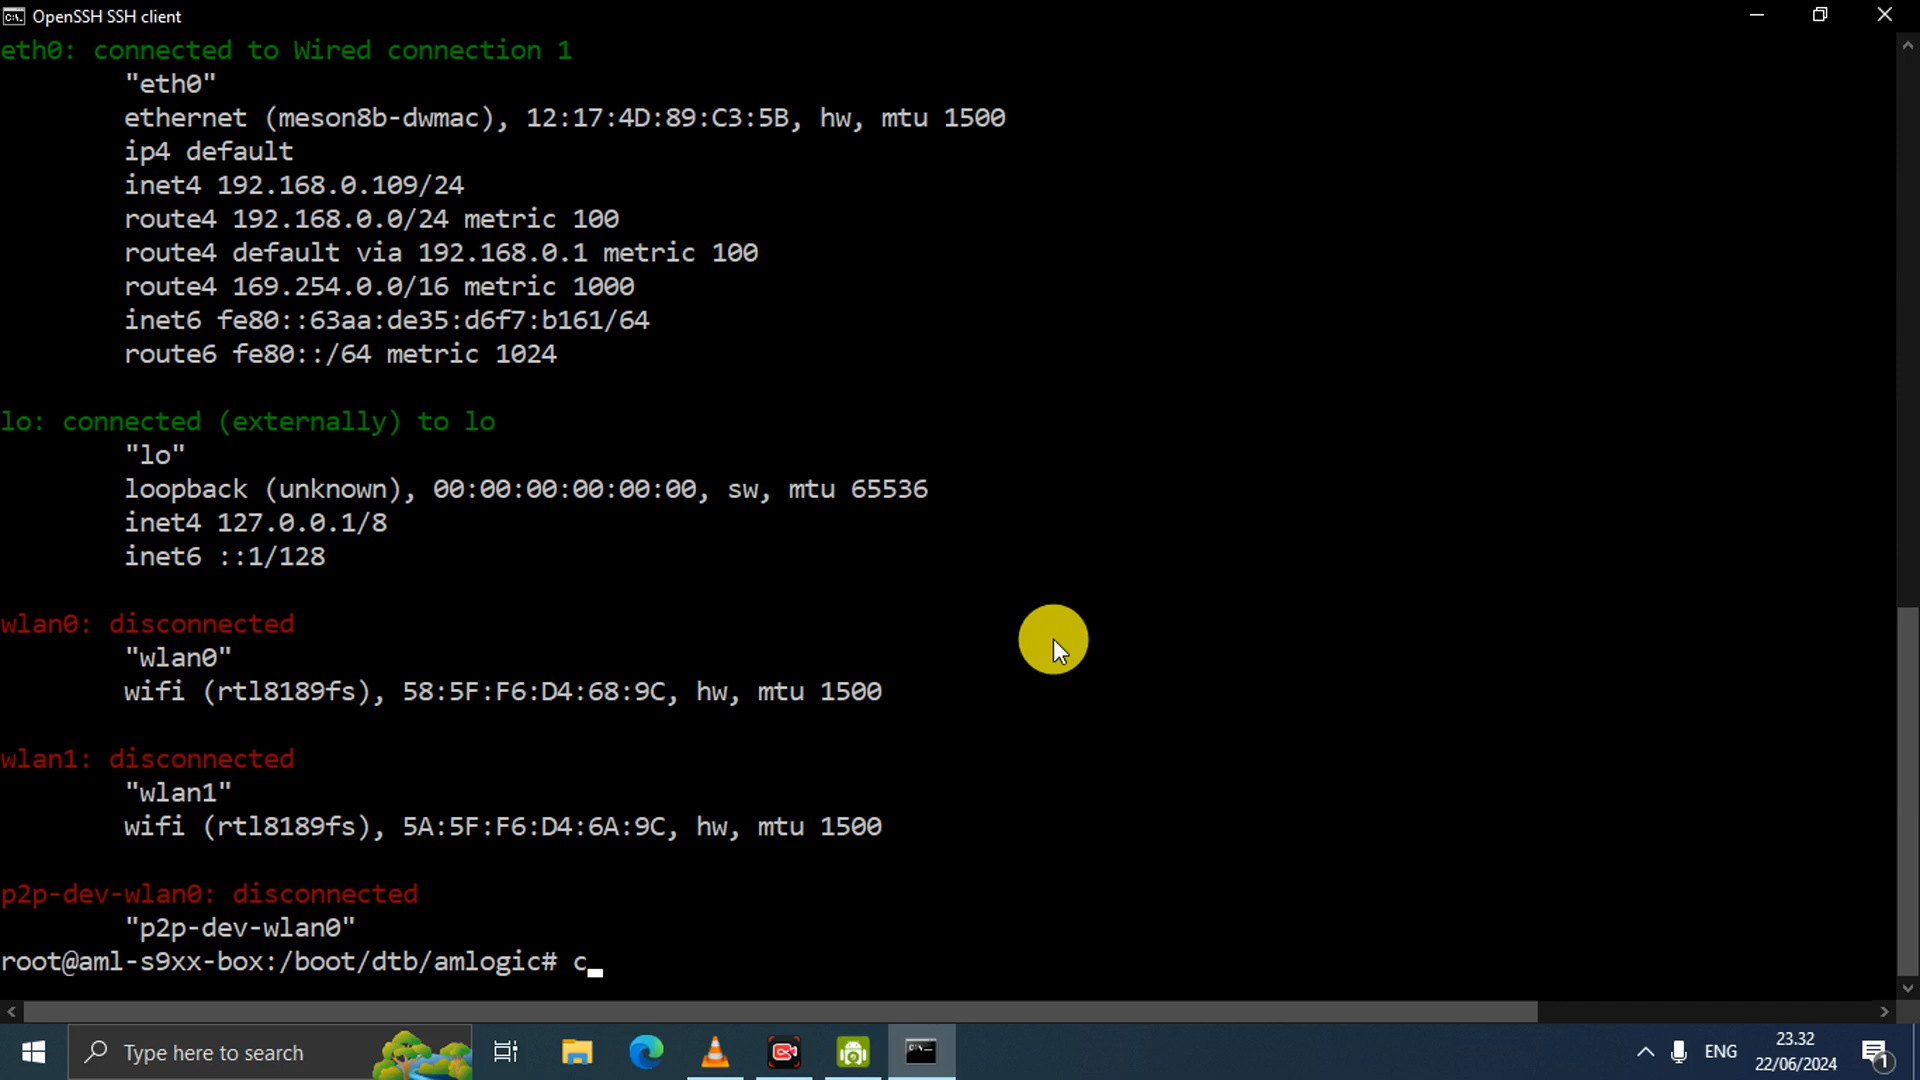 OpenSSH SSH client
eth0: connected to Wired connection 1
"eth0"
ethernet (meson8b-dwmac), 12:17:4D:89:C3:5B, hw, mtu 1500
ip4 default
inet4 192.168.0.109/24
route4 192.168.0.0/24 metric 100
route4 default via 192.168.0.1 metric 100
route4 169.254.0.0/16 metric 1000
inet6 fe80::63aa:de35:d6f7:b161/64
route6 fe80::/64 metric 1024
lo: connected (externally) to lo
"lo"
loopback (unknown), 00:00:00:00:00:00, sw, mtu 65536
inet4 127.0.0.1/8
inet6 ::1/128
wlan0: disconnected
"wlan0"
wifi (rtl8189fs), 58:5F:F6:D4:68:9C, hw, mtu 1500
wlan1: disconnected
"wlan1"
wifi (rtl8189fs), 5A:5F:F6:D4:6A:9C, hw, mtu 1500
p2p-dev-wlan0: disconnected
"p2p-dev-wlan0"
root@aml-s9xx-box:/boot/dtb/amlogic# c_
Type here to search
ENG
23.32
22/06/2024
1